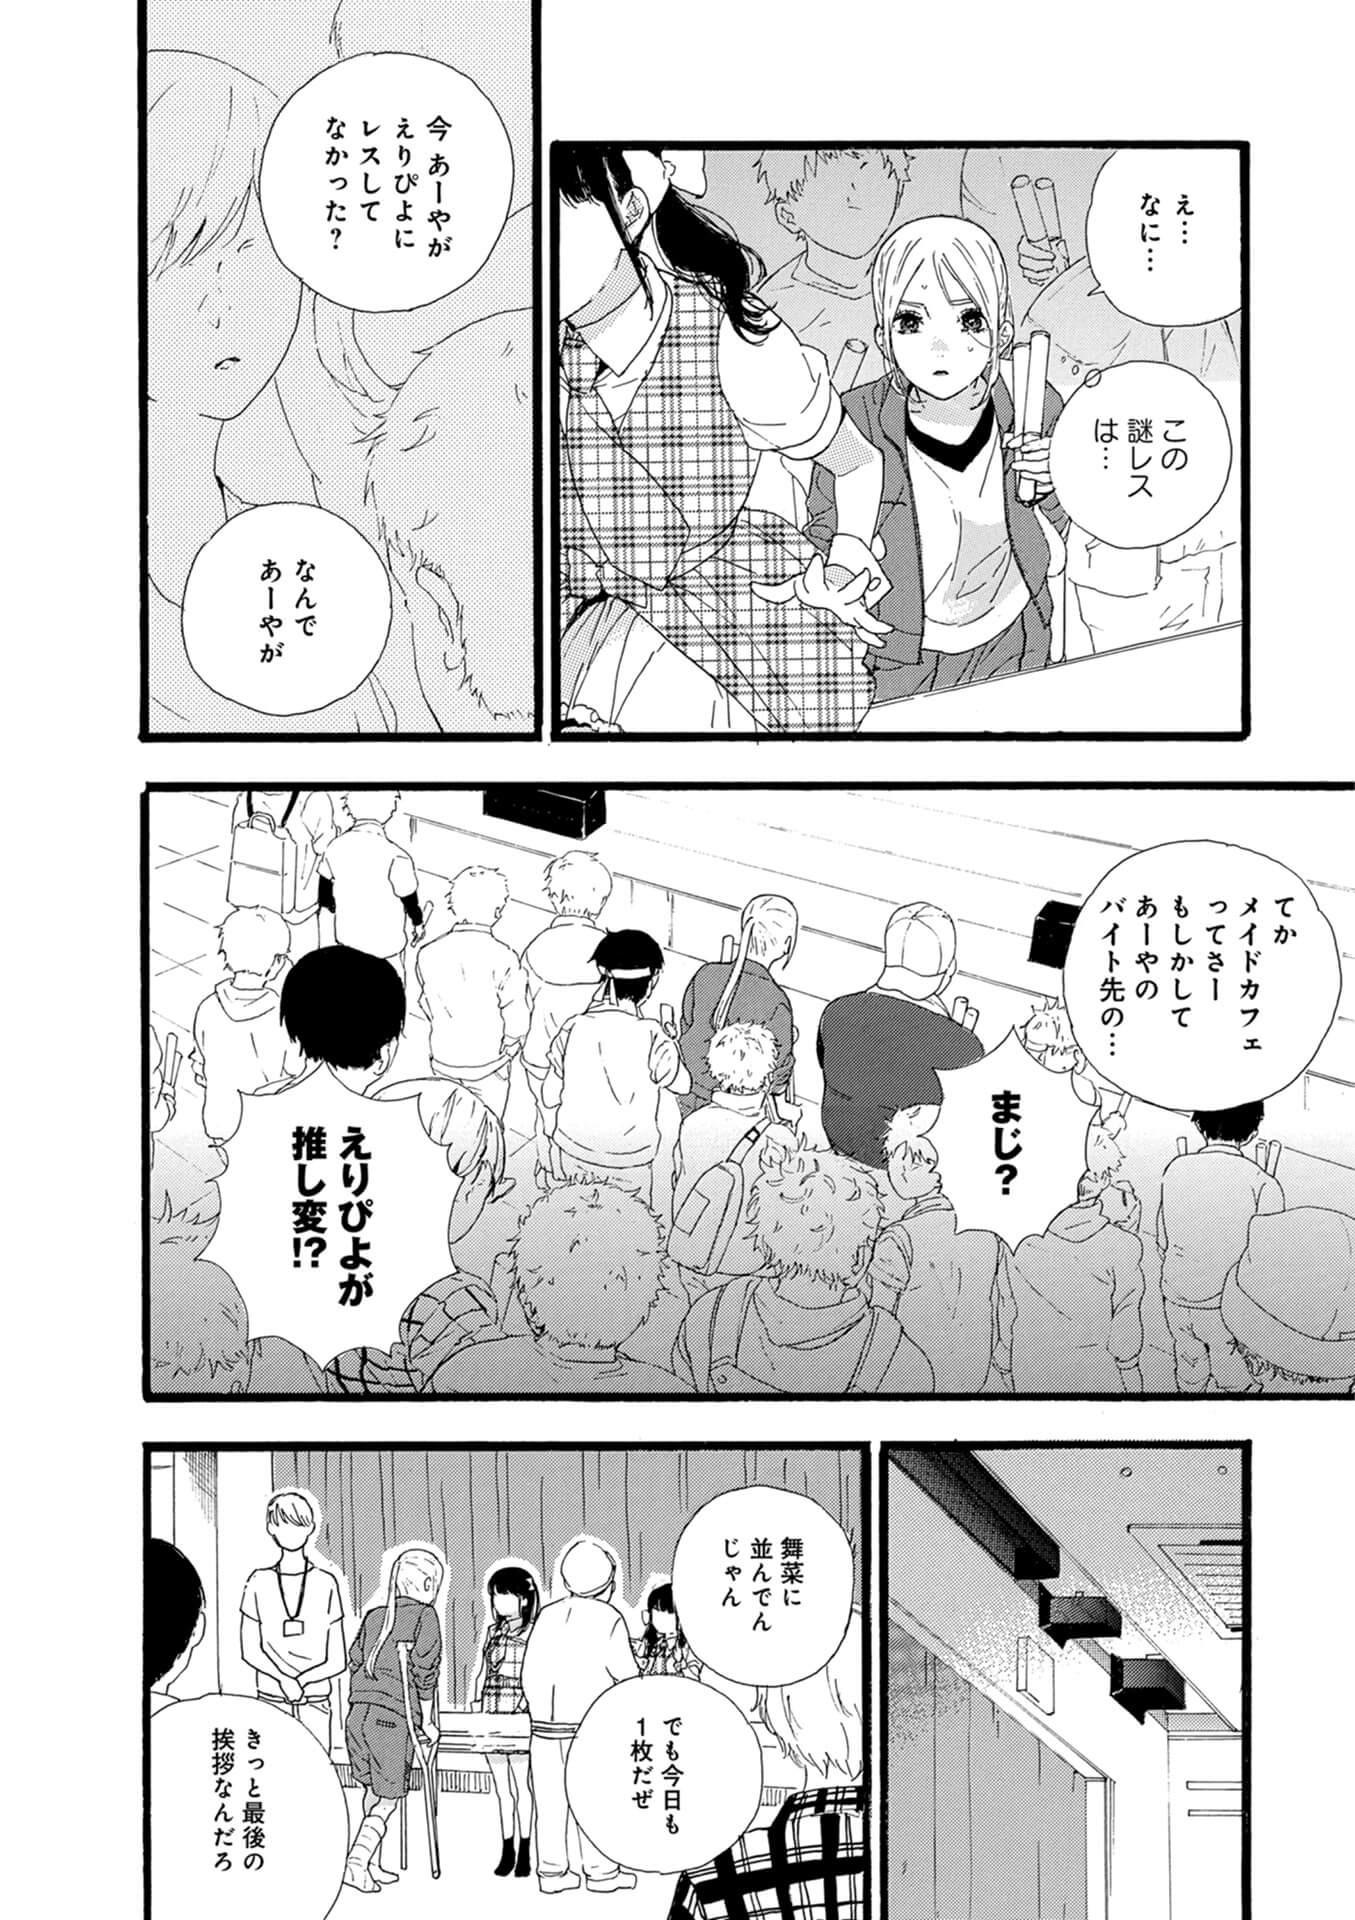 え…
なに…
この
謎レス
は…
今 あーやが
えりぴよに
レスして
なかった?
なんで
あーやが
てか
メイドカフェ
ってさー
もしかして
あーやの
バイト先の…
まじ?
えりぴよが
推し変!?
舞菜に
並んでん
じゃん
でも今日も
1枚だぜ
きっと最後の
挨拶なんだろ